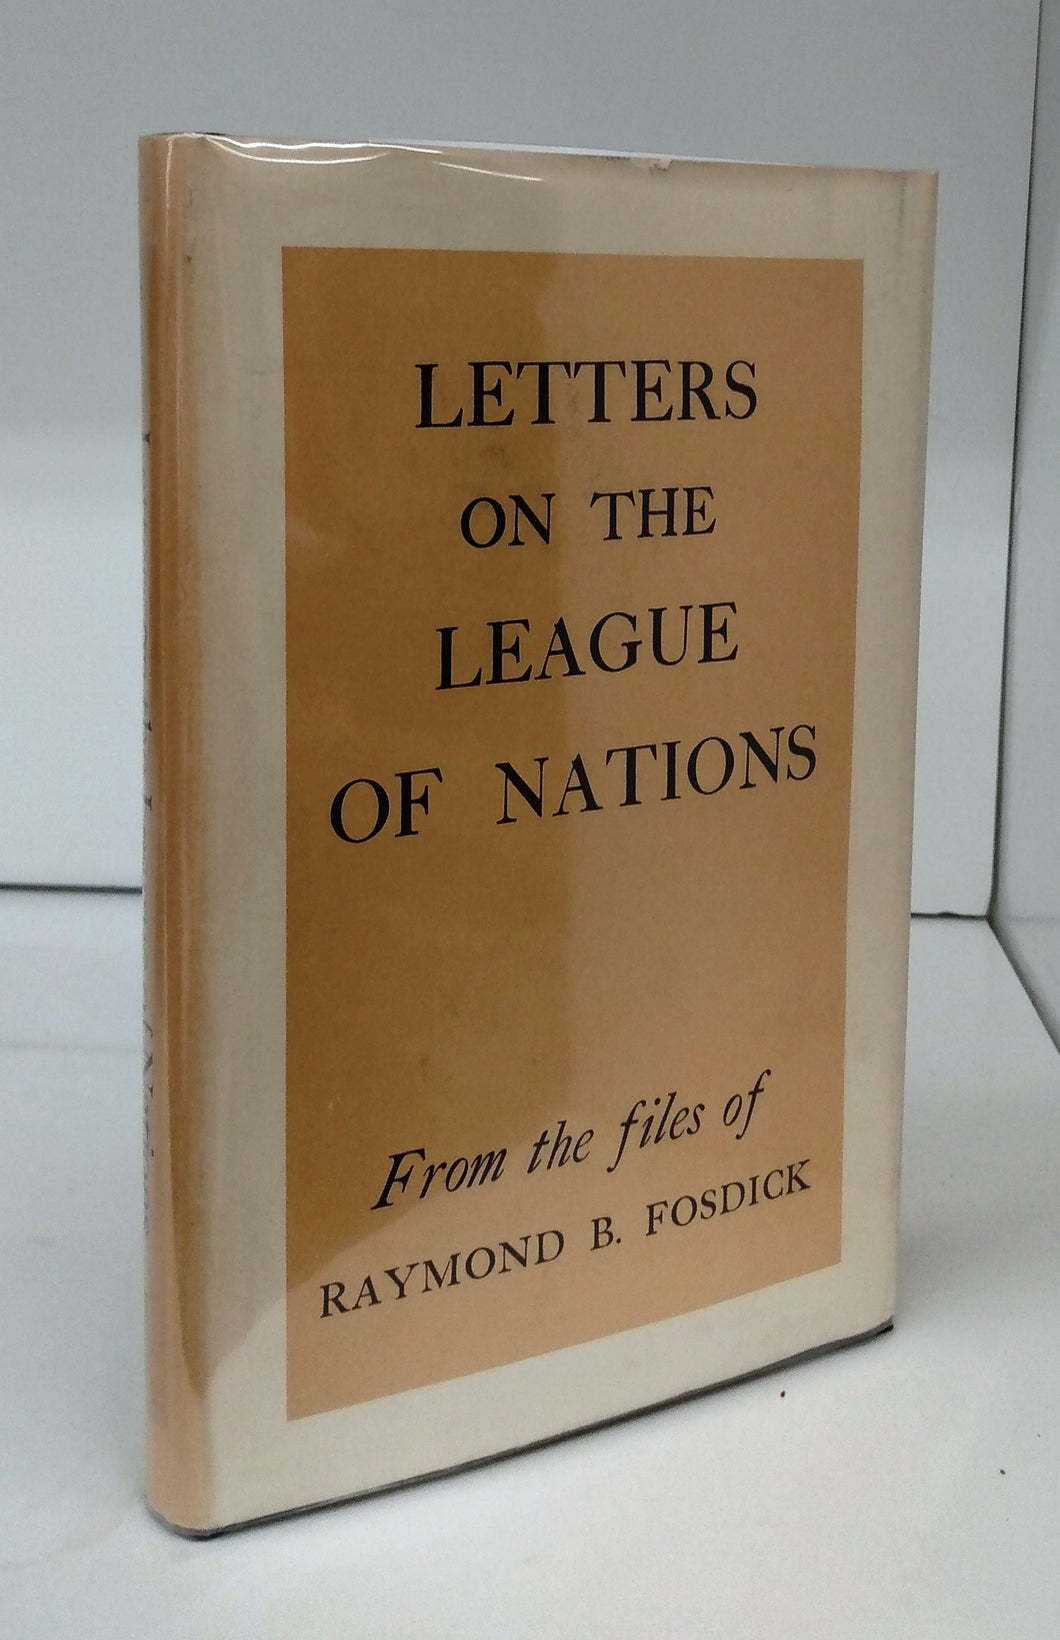 LETTERS
ON THE
LEAGUE
OF NATIONS
From the files of
RAYMOND B. FOSDICK